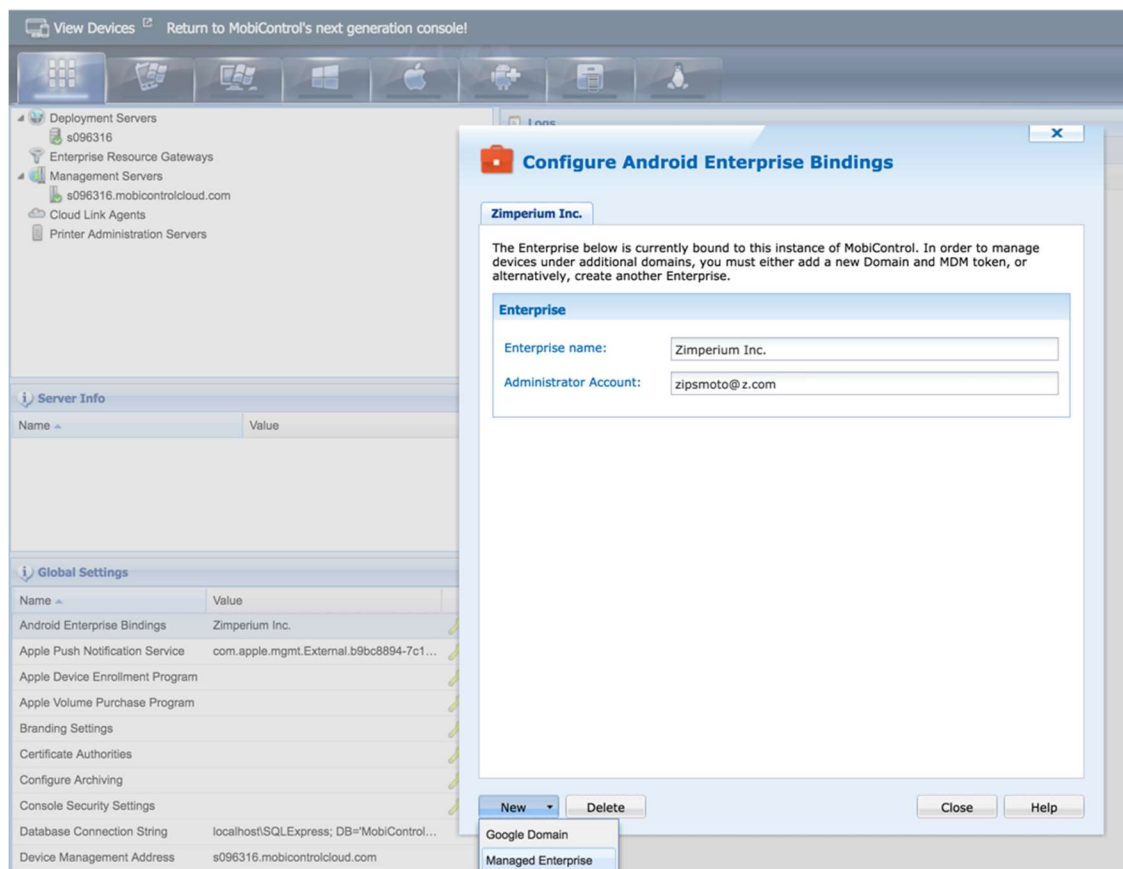 View Devices Return to MobiControl's next generation console!
Deployment Servers
s096316
Enterprise Resource Gateways
Management Servers
s096316.mobicontrolcloud.com
Cloud Link Agents
Printer Administration Servers
Logs
Configure Android Enterprise Bindings
Zimperium Inc.
The Enterprise below is currently bound to this instance of MobiControl. In order to manage
devices under additional domains, you must either add a new Domain and MDM token, or
alternatively, create another Enterprise.
Enterprise
Enterprise name: Zimperium Inc.
Administrator Account: zipsmoto@z.com
Server Info
Name Value
Global Settings
Name Value
Android Enterprise Bindings Zimperium Inc.
Apple Push Notification Service com.apple.mgmt.External.b9bc8894-7c1...
Apple Device Enrollment Program
Apple Volume Purchase Program
Branding Settings
Certificate Authorities
Configure Archiving
Console Security Settings
Database Connection String localhost\SQLExpress; DB='MobiControl...
Device Management Address s096316.mobicontrolcloud.com
New Delete Close Help
Google Domain
Managed Enterprise